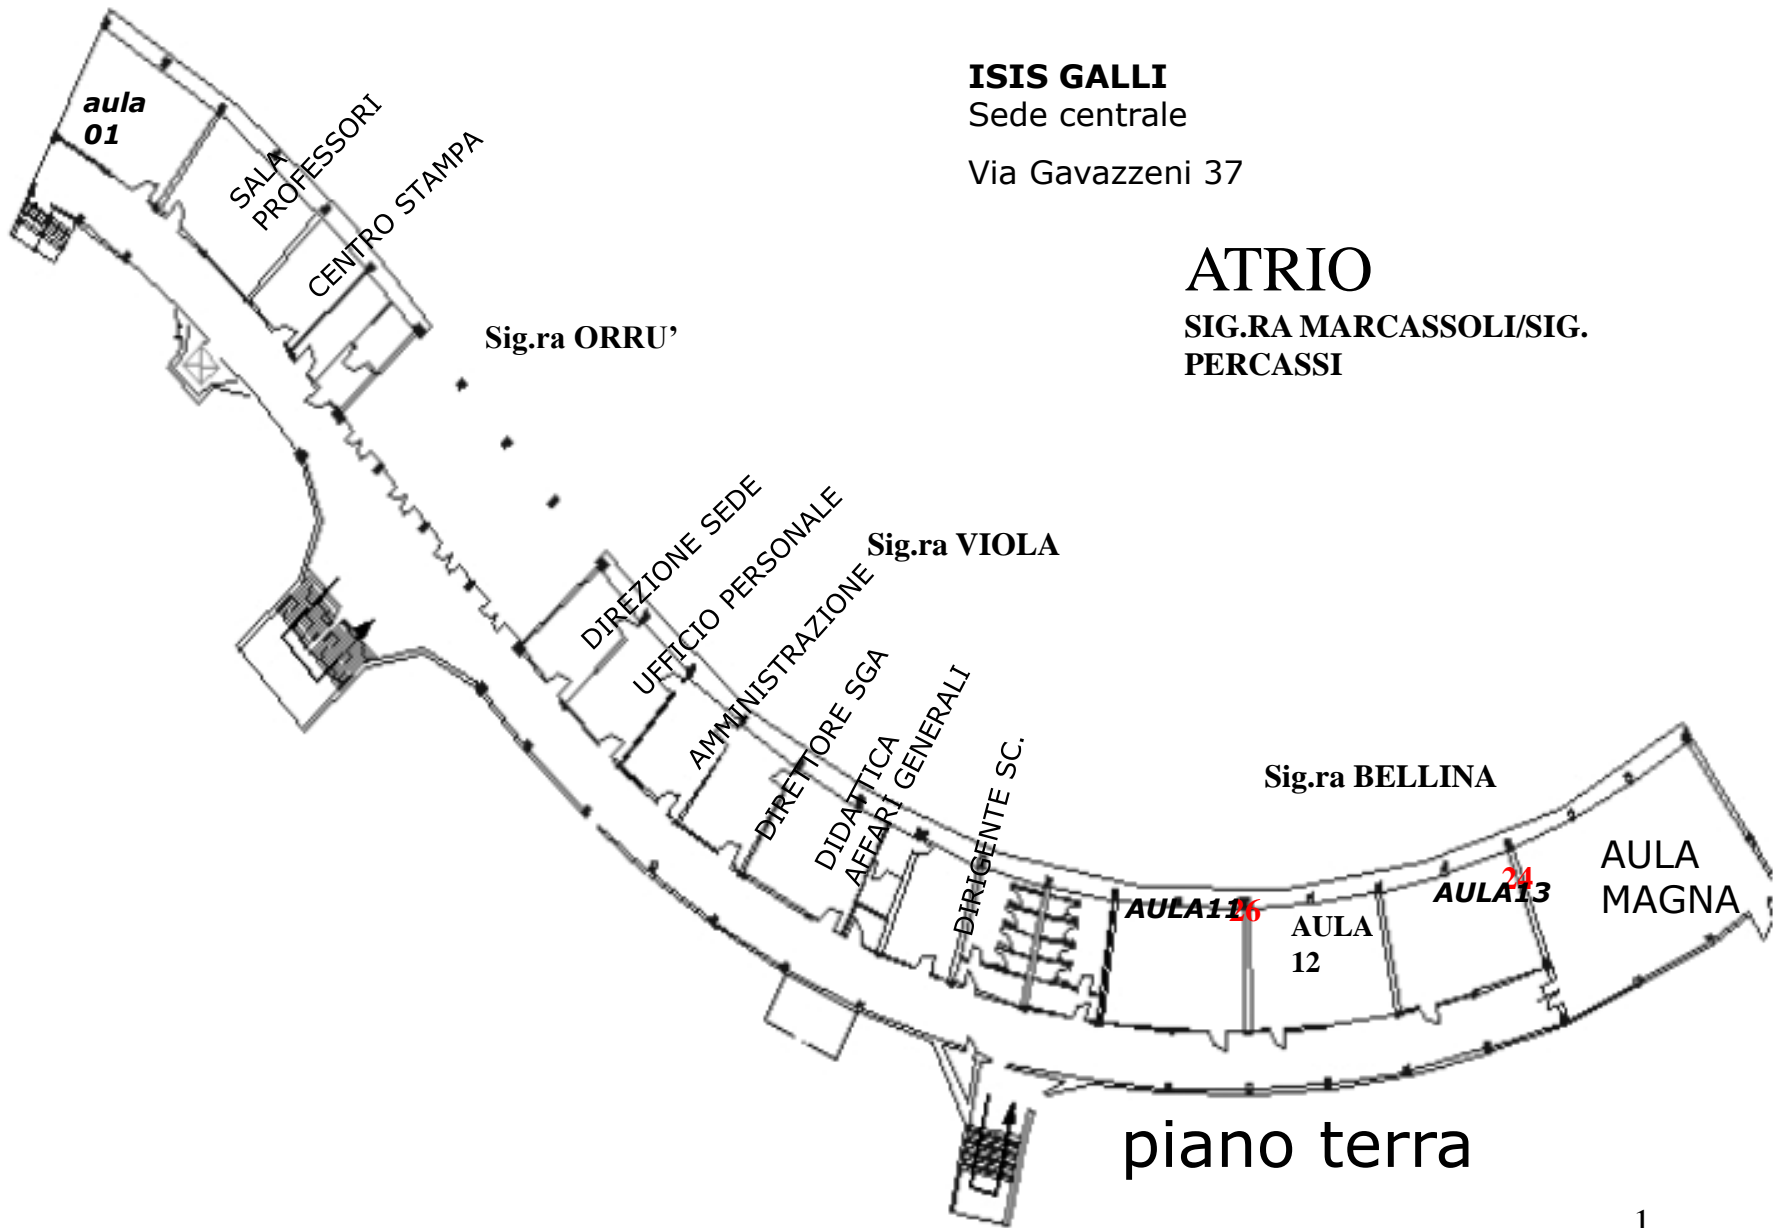 ISIS GALLI
Sede centrale
Via Gavazzeni 37
ATRIO
SIG.RA MARCASSOLI/SIG.
PERCASSI
aula
01
SALA
PROFESSORI
CENTRO STAMPA
Sig.ra ORRU’
DIREZIONE SEDE
UFFICIO PERSONALE
Sig.ra VIOLA
AMMINISTRAZIONE
DIRETTORE SGA
DIDATTICA
AFFARI GENERALI
DIRIGENTE SC.
Sig.ra BELLINA
AULA11
26
AULA
12
AULA13
24
AULA
MAGNA
piano terra
1